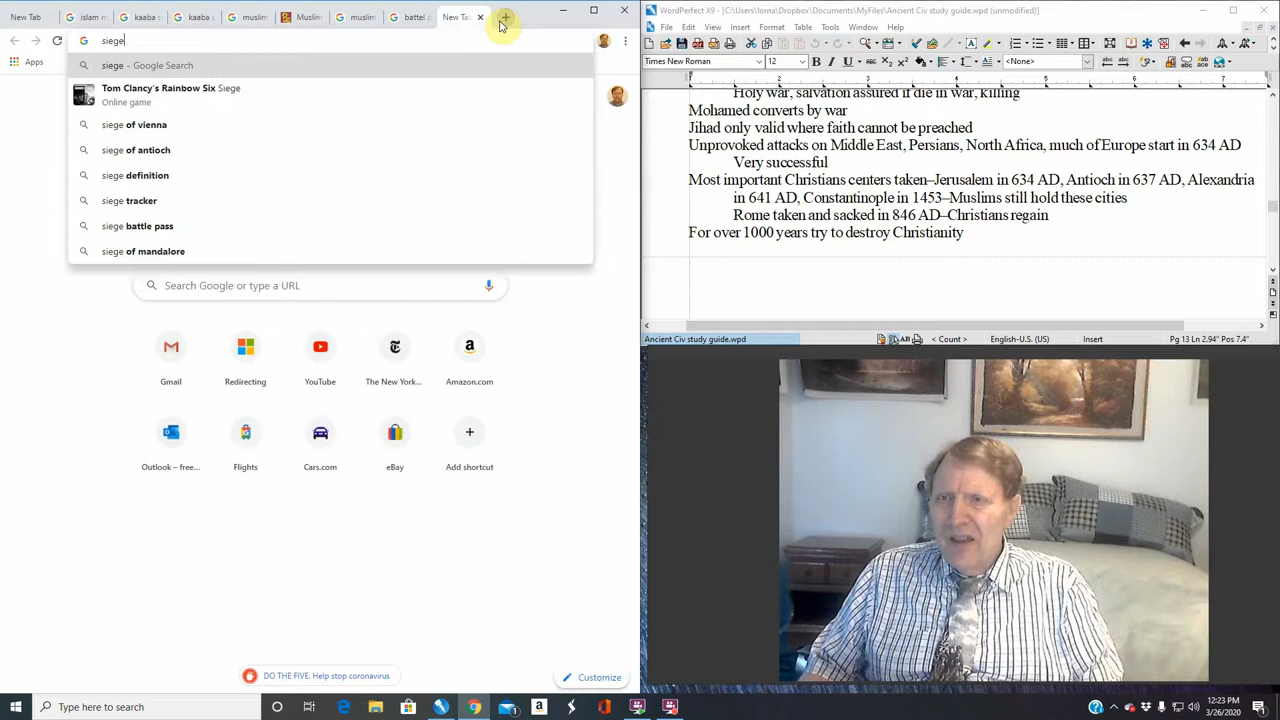 New Tab
islam m
kaaba s
kaaba s
muslim
Muslims
muslim
battel o
New Ta
siege
Apps
siege - Google Search
Tom Clancy's Rainbow Six Siege
Online game
siege of vienna
siege of antioch
siege definition
siege tracker
siege battle pass
siege of mandalore
Search Google or type a URL
Gmail
Redirecting
YouTube
The New York...
Amazon.com
Outlook – free...
Flights
Cars.com
eBay
Add shortcut
DO THE FIVE. Help stop coronavirus
Customize
Type here to search
WordPerfect X9 - [C:\Users\lorna\Dropbox\Documents\MyFiles\Ancient Civ study guide.wpd (unmodified)]
File Edit View Insert Format Table Tools Window Help
Times New Roman 12 <None>
2 3 4 5 6 7
Holy war, salvation assured if die in war, killing
Mohamed converts by war
Jihad only valid where faith cannot be preached
Unprovoked attacks on Middle East, Persians, North Africa, much of Europe start in 634 AD
Very successful
Most important Christians centers taken–Jerusalem in 634 AD, Antioch in 637 AD, Alexandria
in 641 AD, Constantinople in 1453–Muslims still hold these cities
Rome taken and sacked in 846 AD–Christians regain
For over 1000 years try to destroy Christianity
Ancient Civ study guide.wpd
AB
< Count >
English-U.S. (US)
Insert
Pg 13 Ln 2.94" Pos 7.4"
12:23 PM
3/26/2020